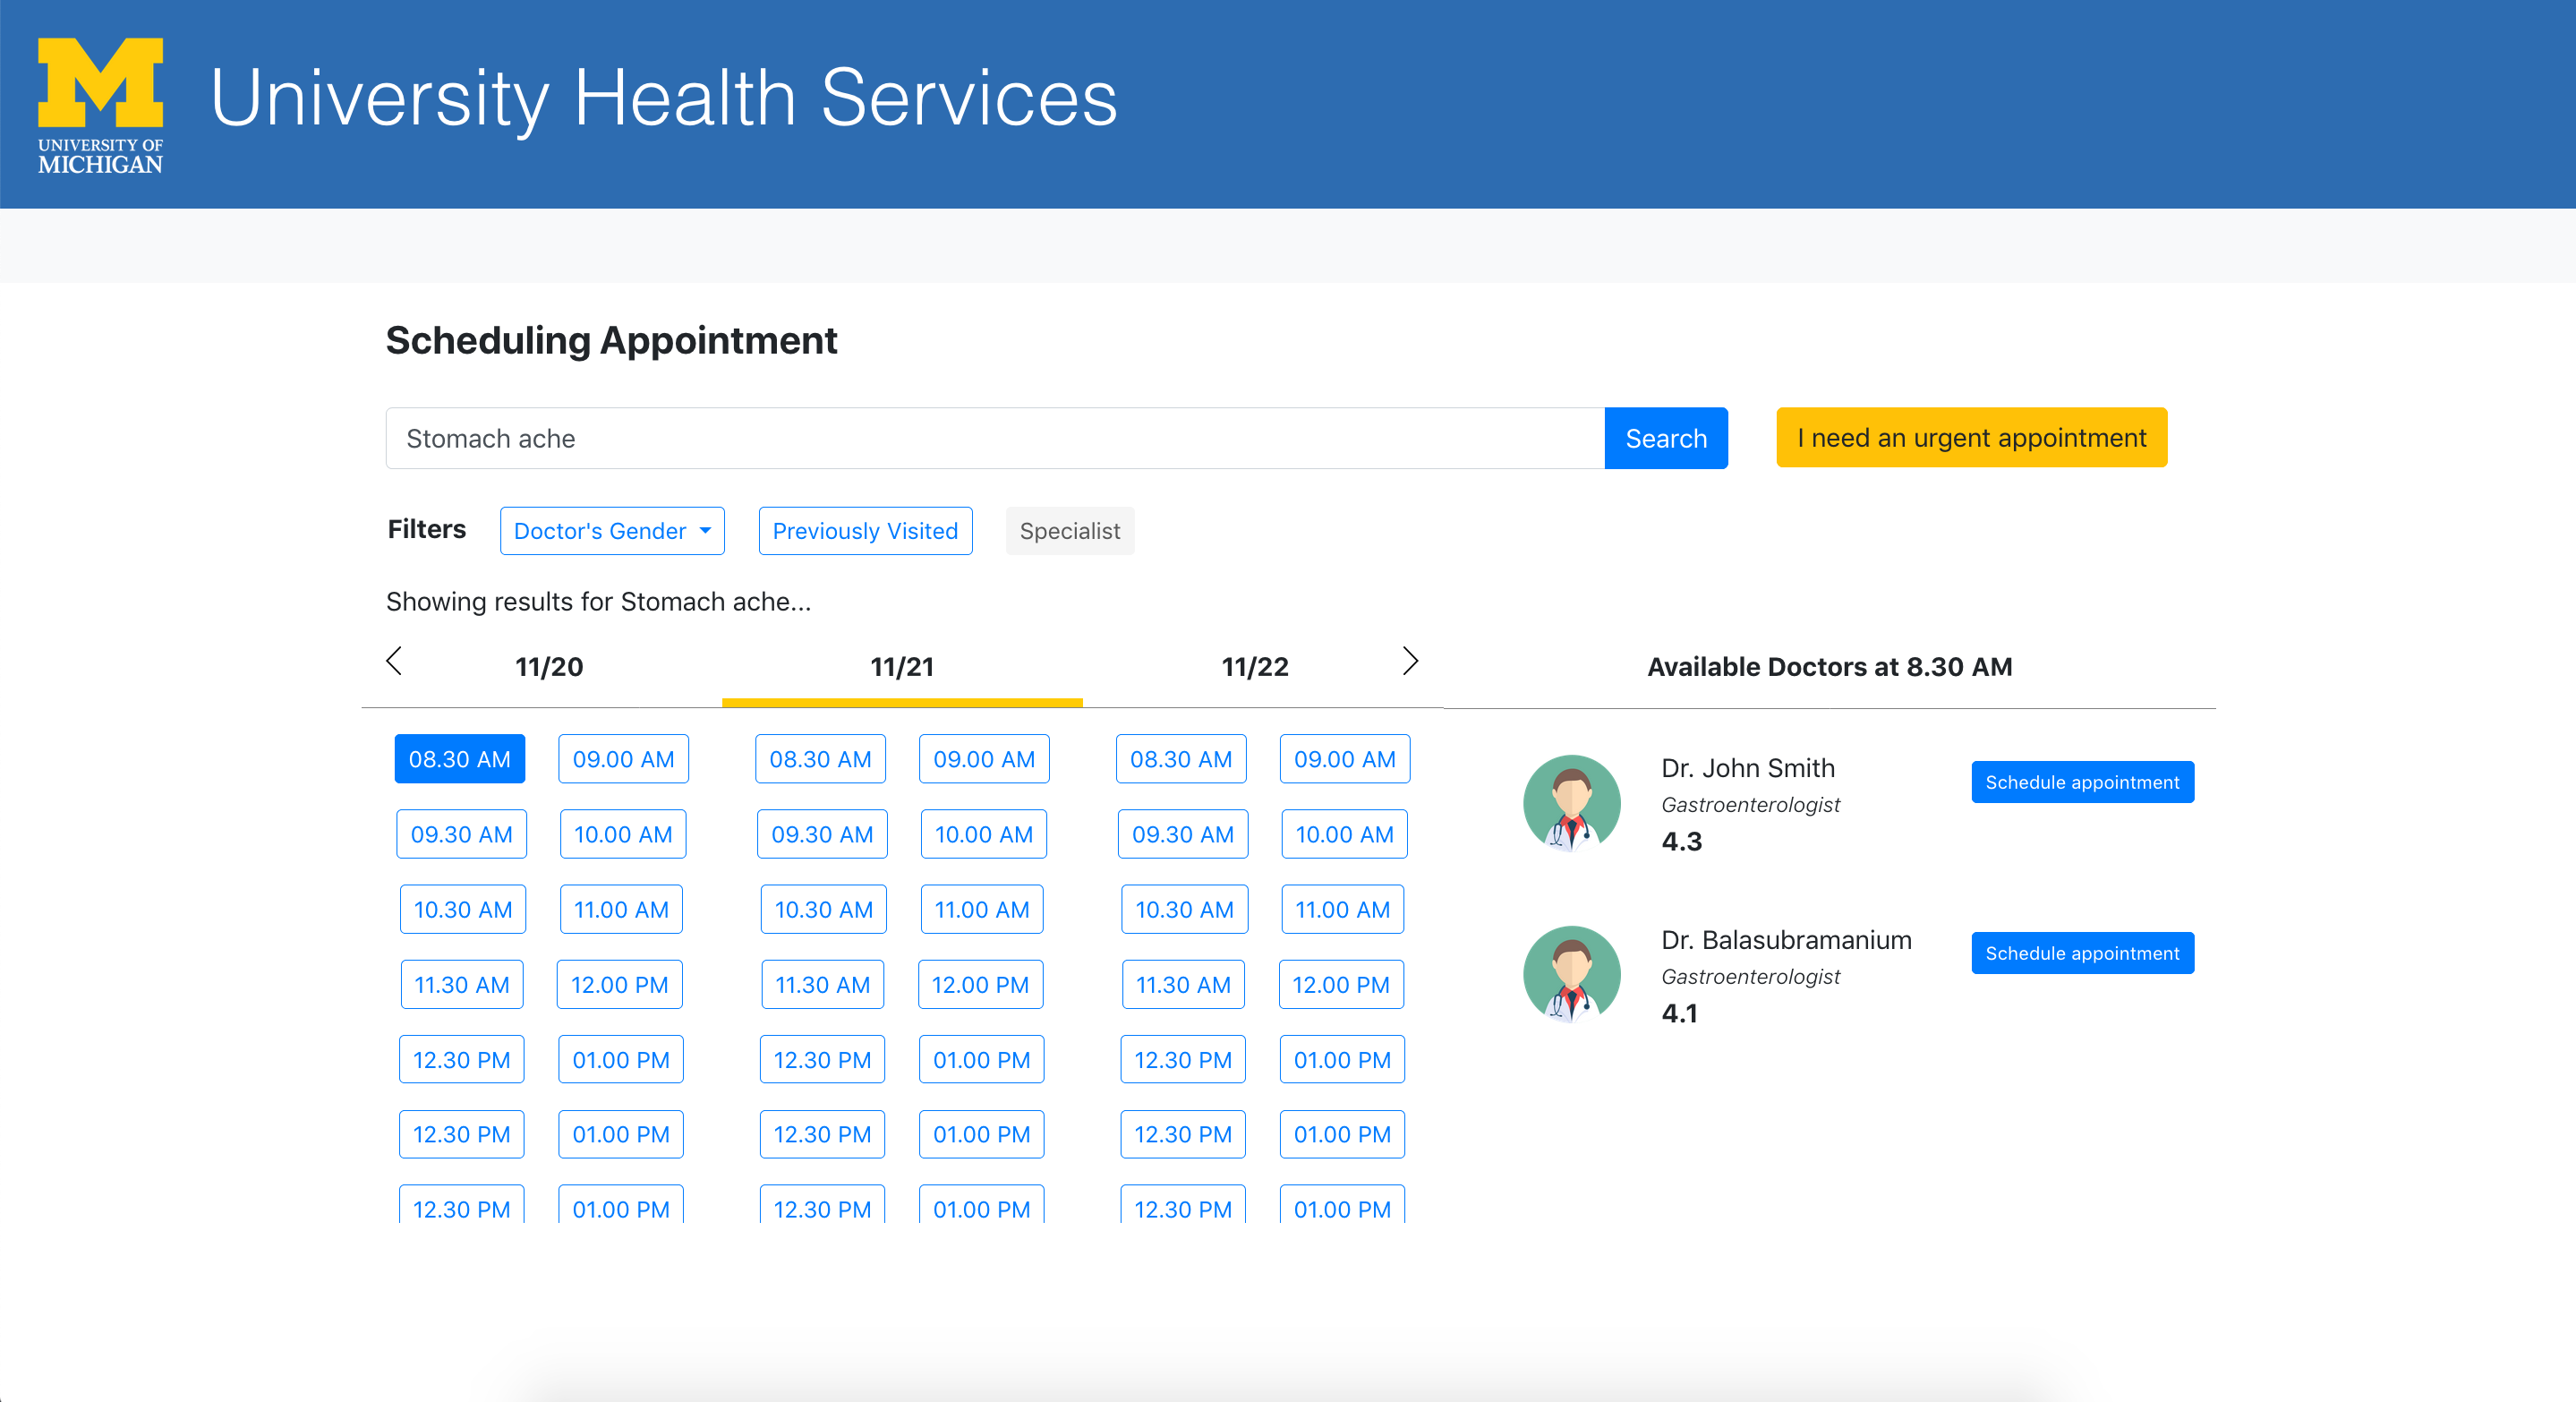 UNIVERSITY OF
MICHIGAN
University Health Services
Scheduling Appointment
Stomach ache Search I need an urgent appointment
Filters Doctor's Gender Previously Visited Specialist
Showing results for Stomach ache...
11/20 11/21 11/22 Available Doctors at 8.30 AM
08.30 AM 09.00 AM 08.30 AM 09.00 AM 08.30 AM 09.00 AM
09.30 AM 10.00 AM 09.30 AM 10.00 AM 09.30 AM 10.00 AM
10.30 AM 11.00 AM 10.30 AM 11.00 AM 10.30 AM 11.00 AM
11.30 AM 12.00 PM 11.30 AM 12.00 PM 11.30 AM 12.00 PM
12.30 PM 01.00 PM 12.30 PM 01.00 PM 12.30 PM 01.00 PM
12.30 PM 01.00 PM 12.30 PM 01.00 PM 12.30 PM 01.00 PM
12.30 PM 01.00 PM 12.30 PM 01.00 PM 12.30 PM 01.00 PM
Dr. John Smith
Gastroenterologist
4.3
Schedule appointment
Dr. Balasubramanium
Gastroenterologist
4.1
Schedule appointment